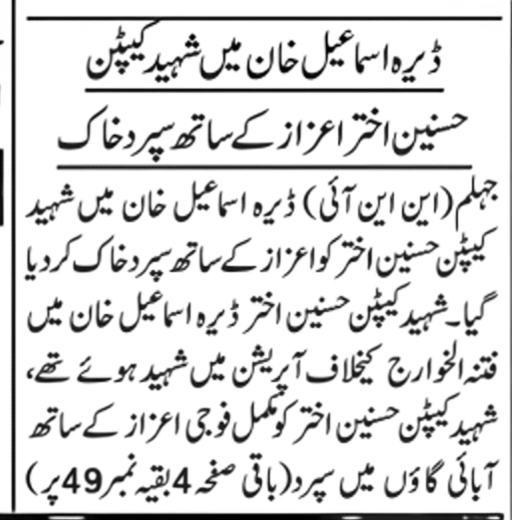 ڈیرہ اسماعیل خان میں شہید کیپٹن
حسنین اختر اعزاز کے ساتھ سپرد خاک
جہلم (این این آئی) ڈیرہ اسماعیل خان میں شہید
کیپٹن حسنین اختر کو اعزاز کے ساتھ سپرد خاک کردیا
گیا۔ شہید کیپٹن حسنین اختر ڈیرہ اسماعیل خان میں
فتنہ الخوارج کیخلاف آپریشن میں شہید ہوئے تھے،
شہید کیپٹن حسنین اختر کو مکمل فوجی اعزاز کے ساتھ
آبائی گاؤں میں سپرد (باقی صفحہ 4 بقیہ نمبر 49 پر)